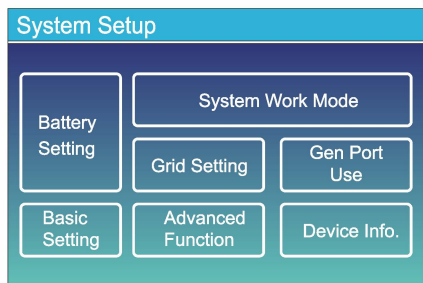 System Setup
Battery
Setting
System Work Mode
Grid Setting
Gen Port
Use
Basic
Setting
Advanced
Function
Device Info.